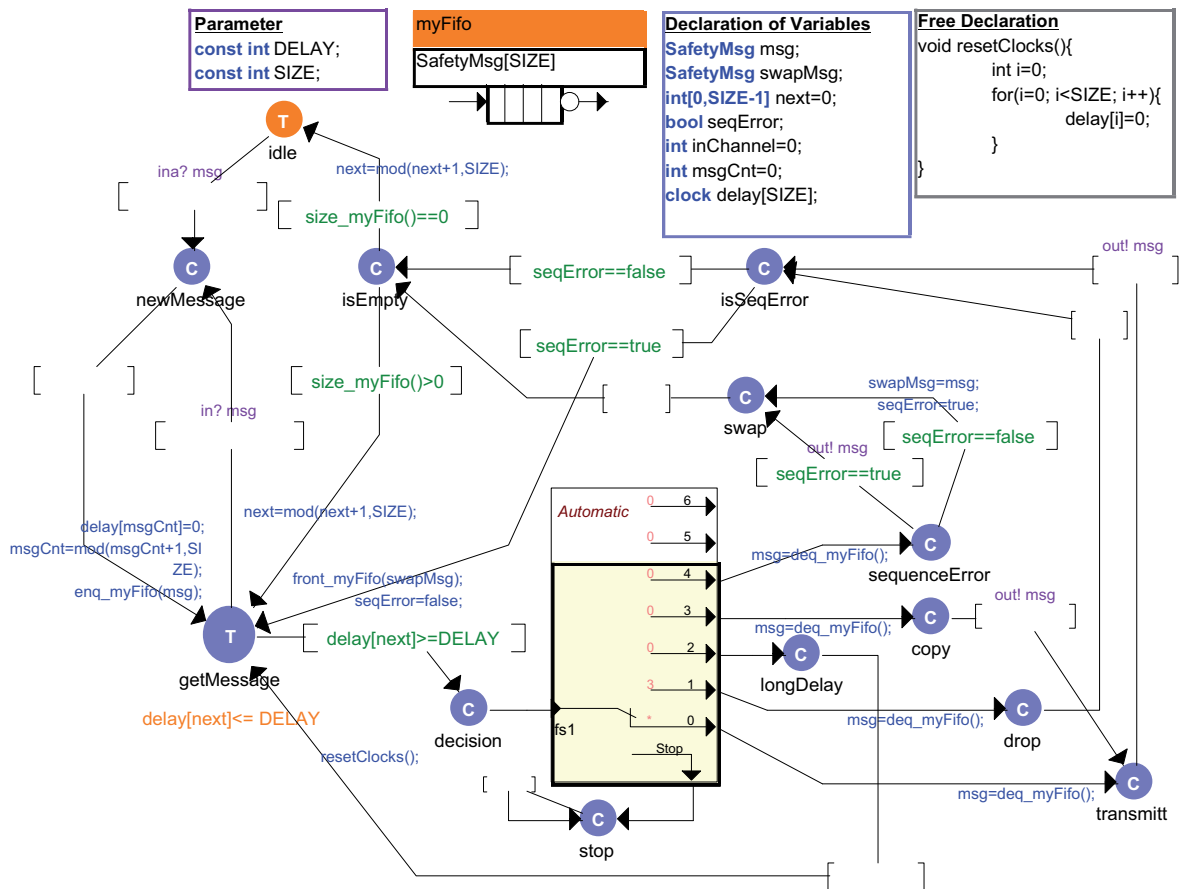 Parameter
const int DELAY;
const int SIZE;
myFifo
SafetyMsg[SIZE]
Declaration of Variables
SafetyMsg msg;
SafetyMsg swapMsg;
int[0,SIZE-1] next=0;
bool seqError;
int inChannel=0;
int msgCnt=0;
clock delay[SIZE];
Free Declaration
void resetClocks(){
int i=0;
for(i=0; i<SIZE; i++){
delay[i]=0;
}
}
T
idle
ina? msg
next=mod(next+1,SIZE);
size_myFifo()==0
C
newMessage
C
isEmpty
seqError==false
C
isSeqError
out! msg
seqError==true
size_myFifo()>0
in? msg
C
swap
swapMsg=msg;
seqError=true;
seqError==false
out! msg
seqError==true
delay[msgCnt]=0;
msgCnt=mod(msgCnt+1,SI
ZE);
enq_myFifo(msg);
next=mod(next+1,SIZE);
front_myFifo(swapMsg);
seqError=false;
T
getMessage
delay[next]<= DELAY
delay[next]>=DELAY
C
decision
Automatic
0 6
0 5
0 4
0 3
0 2
3 1
* 0
fs1
Stop
msg=deq_myFifo();
C
sequenceError
msg=deq_myFifo();
C
copy
out! msg
C
longDelay
msg=deq_myFifo();
C
drop
msg=deq_myFifo();
C
transmitt
resetClocks();
C
stop